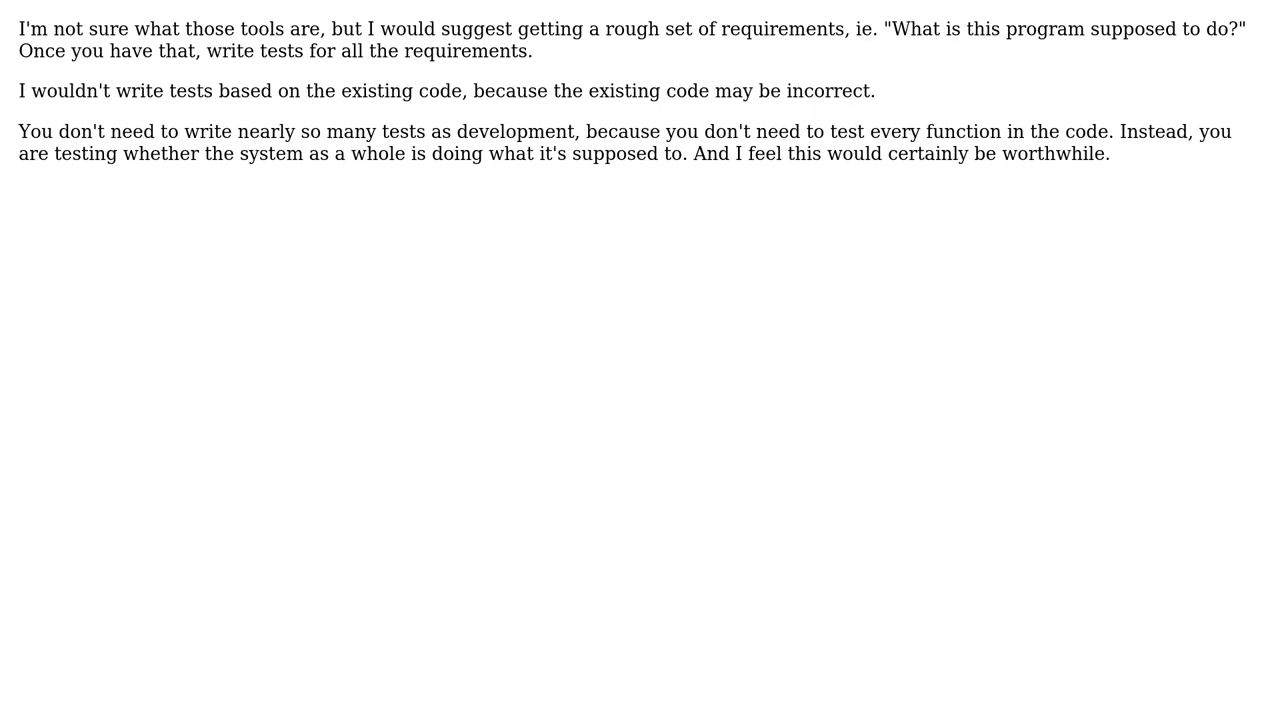 I'm not sure what those tools are, but I would suggest getting a rough set of requirements, ie. "What is this program supposed to do?"
Once you have that, write tests for all the requirements.
I wouldn't write tests based on the existing code, because the existing code may be incorrect.
You don't need to write nearly so many tests as development, because you don't need to test every function in the code. Instead, you
are testing whether the system as a whole is doing what it's supposed to. And I feel this would certainly be worthwhile.